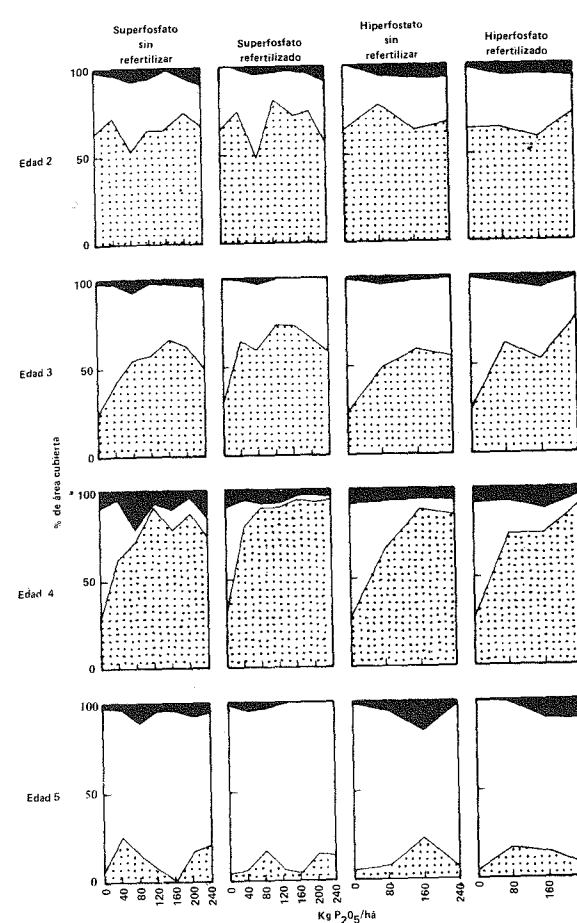 Superfosfato
sin
refertilizar
Superfosfato
refertilizado
Hiperfosfato
sin
refertilizar
Hiperfosfato
refertilizado
% de área cubierta
Edad 2
100
50
0
Edad 3
100
50
0
Edad 4
100
50
0
Edad 5
100
50
0
0 40 80 120 160 200 240
0 40 80 120 160 200 240
0 80 160 240
0 80 160
Kg P₂O₅/há